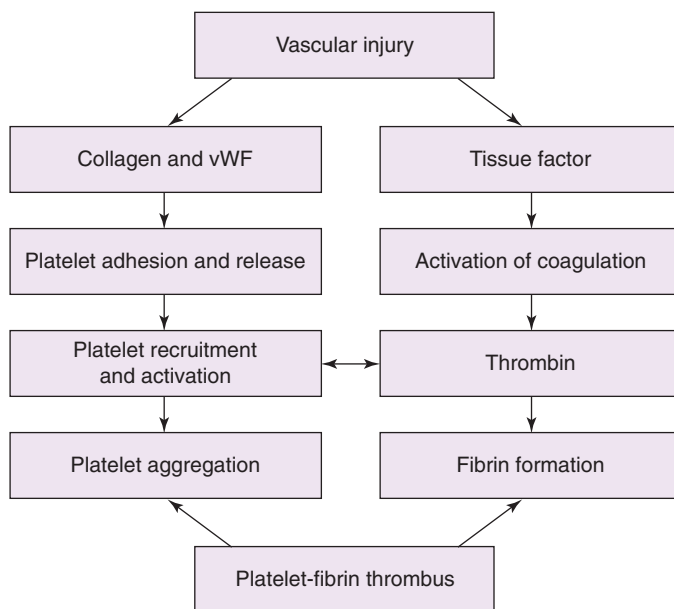 Vascular injury
Collagen and vWF
Tissue factor
Platelet adhesion and release
Activation of coagulation
Platelet recruitment
and activation
Thrombin
Platelet aggregation
Fibrin formation
Platelet-fibrin thrombus